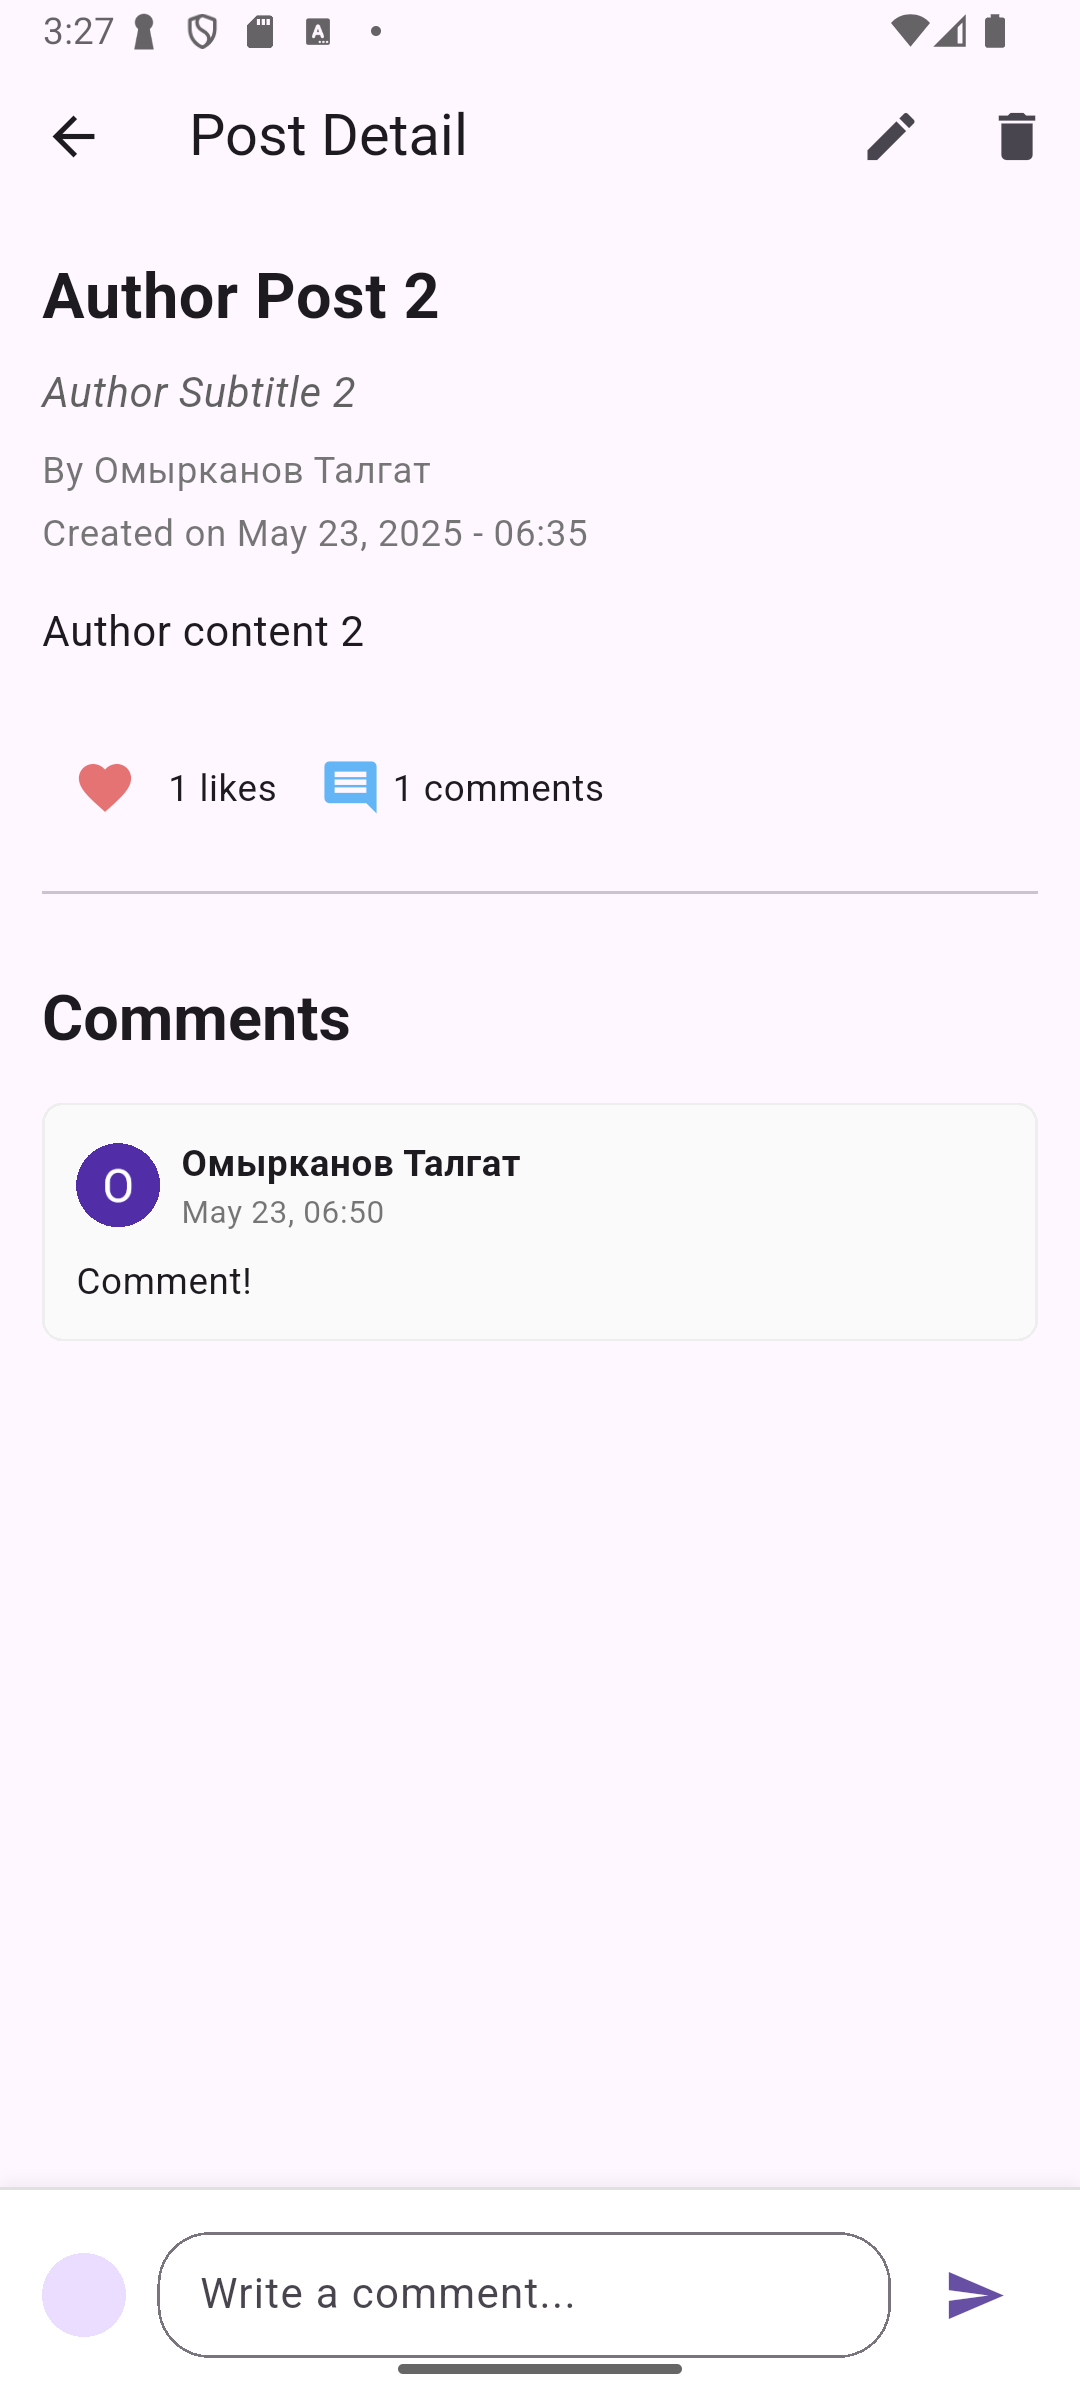 3:27
Post Detail
Author Post 2
Author Subtitle 2
By Омырканов Талгат
Created on May 23, 2025 - 06:35
Author content 2
1 likes 1 comments
Comments
О
Омырканов Талгат
May 23, 06:50
Comment!
Write a comment...